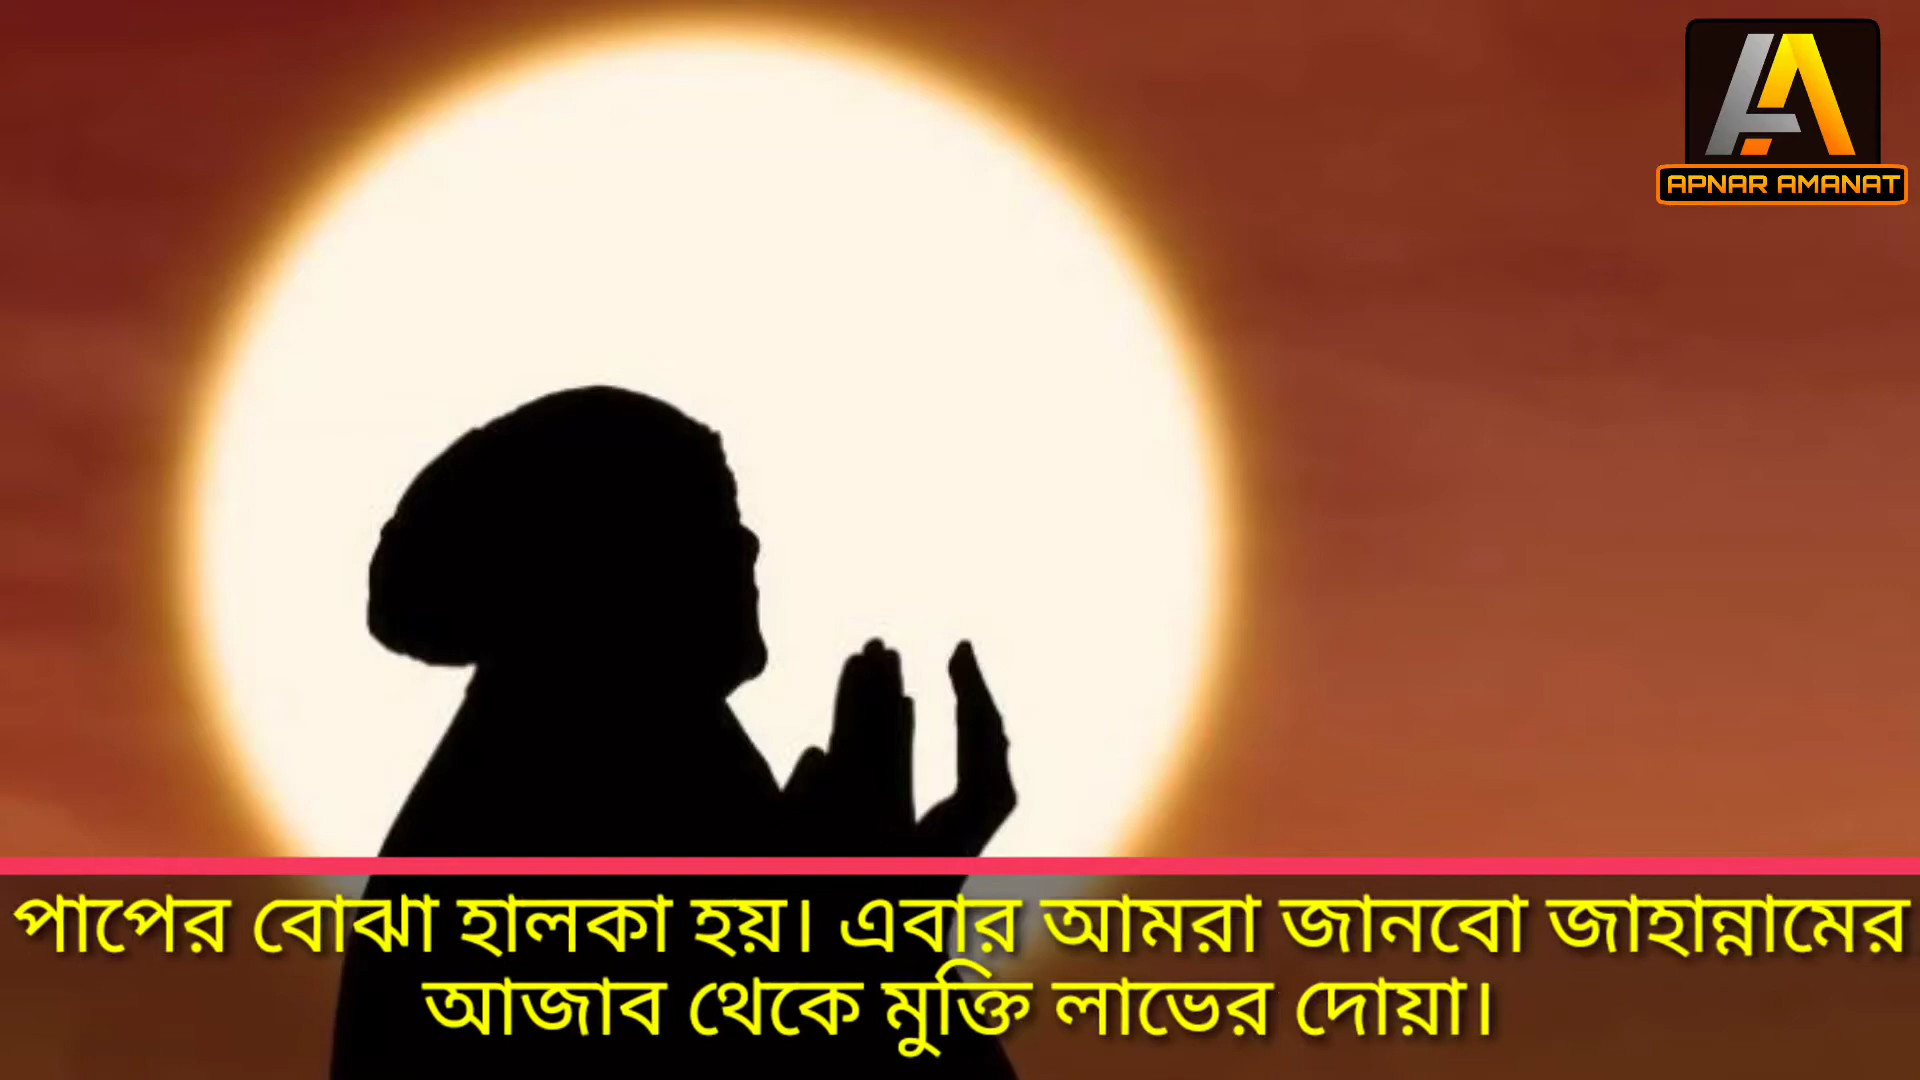 APNAR AMANAT
পাপের বোঝা হালকা হয়। এবার আমরা জানবো জাহান্নামের
আজাব থেকে মুক্তি লাভের দোয়া।